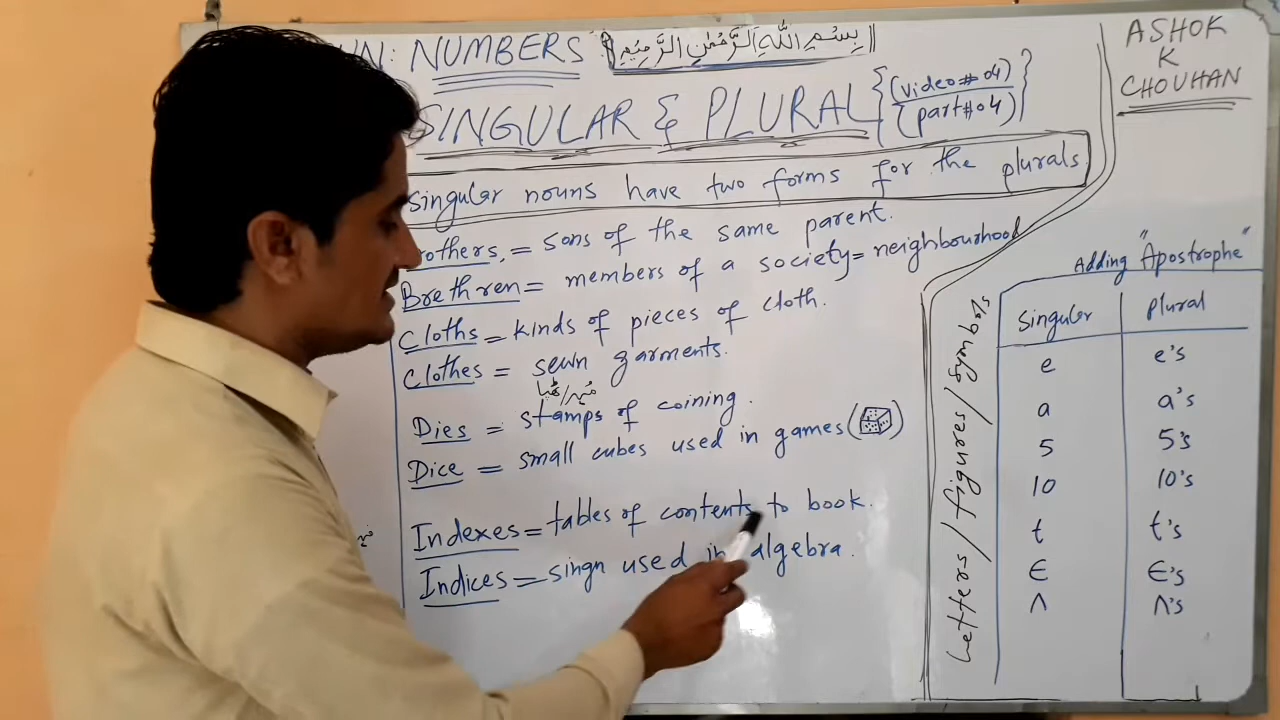 UN: NUMBERS بِسْمِ اللّٰهِ الرَّحْمٰنِ الرَّحِيْمِ
SINGULAR & PLURAL {(video# 04) / (part# 04)}
singular nouns have two forms for the plurals
rothers, = sons of the same parent.
Brethren = members of a society = neighbourhood
Cloths = kinds of pieces of cloth.
Clothes = sewn garments.
Dies = stamps of coining.
Dice = small cubes used in games ( )
Indexes = tables of contents to book.
Indices = singn used in algebra.
ASHOK
K
CHOUHAN
Adding "Apostrophe"
Letters / figures / symbols
Singular Plural
e e's
a a's
5 5's
10 10's
t t's
∈ ∈'s
Λ Λ's